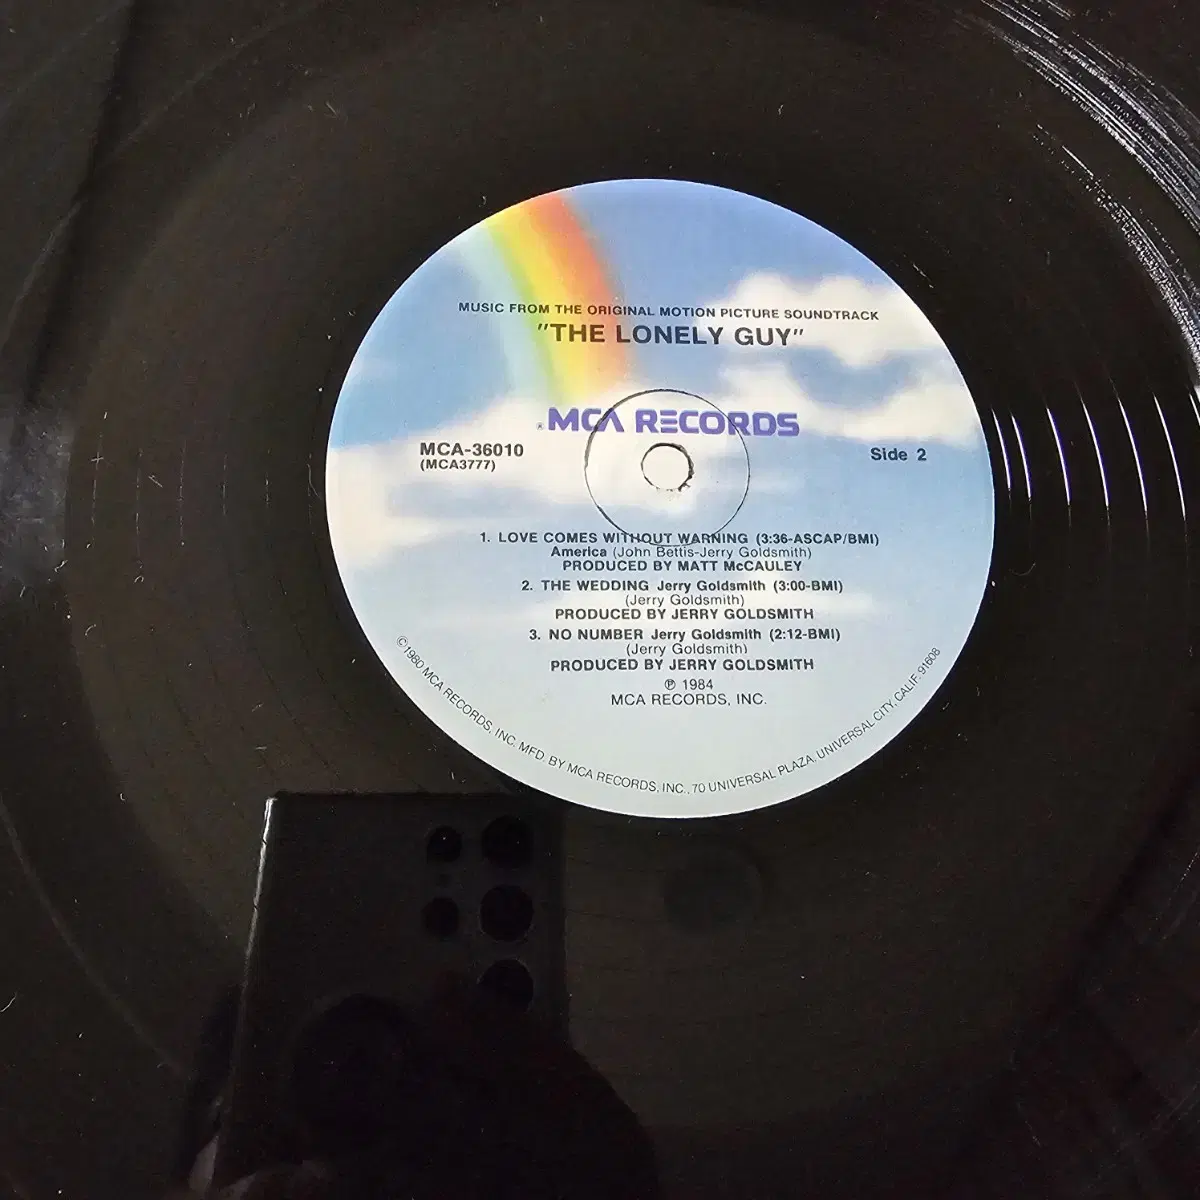 MUSIC FROM THE ORIGINAL MOTION PICTURE SOUNDTRACK
"THE LONELY GUY"
®MCA RECORDS
MCA-36010
(MCA3777)
Side 2
1. LOVE COMES WITHOUT WARNING (3:36-ASCAP/BMI)
America (John Bettis-Jerry Goldsmith)
PRODUCED BY MATT McCAULEY
2. THE WEDDING Jerry Goldsmith (3:00-BMI)
(Jerry Goldsmith)
PRODUCED BY JERRY GOLDSMITH
3. NO NUMBER Jerry Goldsmith (2:12-BMI)
(Jerry Goldsmith)
PRODUCED BY JERRY GOLDSMITH
℗ 1984
MCA RECORDS, INC.
©1980 MCA RECORDS, INC. MFD. BY MCA RECORDS, INC., 70 UNIVERSAL PLAZA, UNIVERSAL CITY, CALIF. 91608